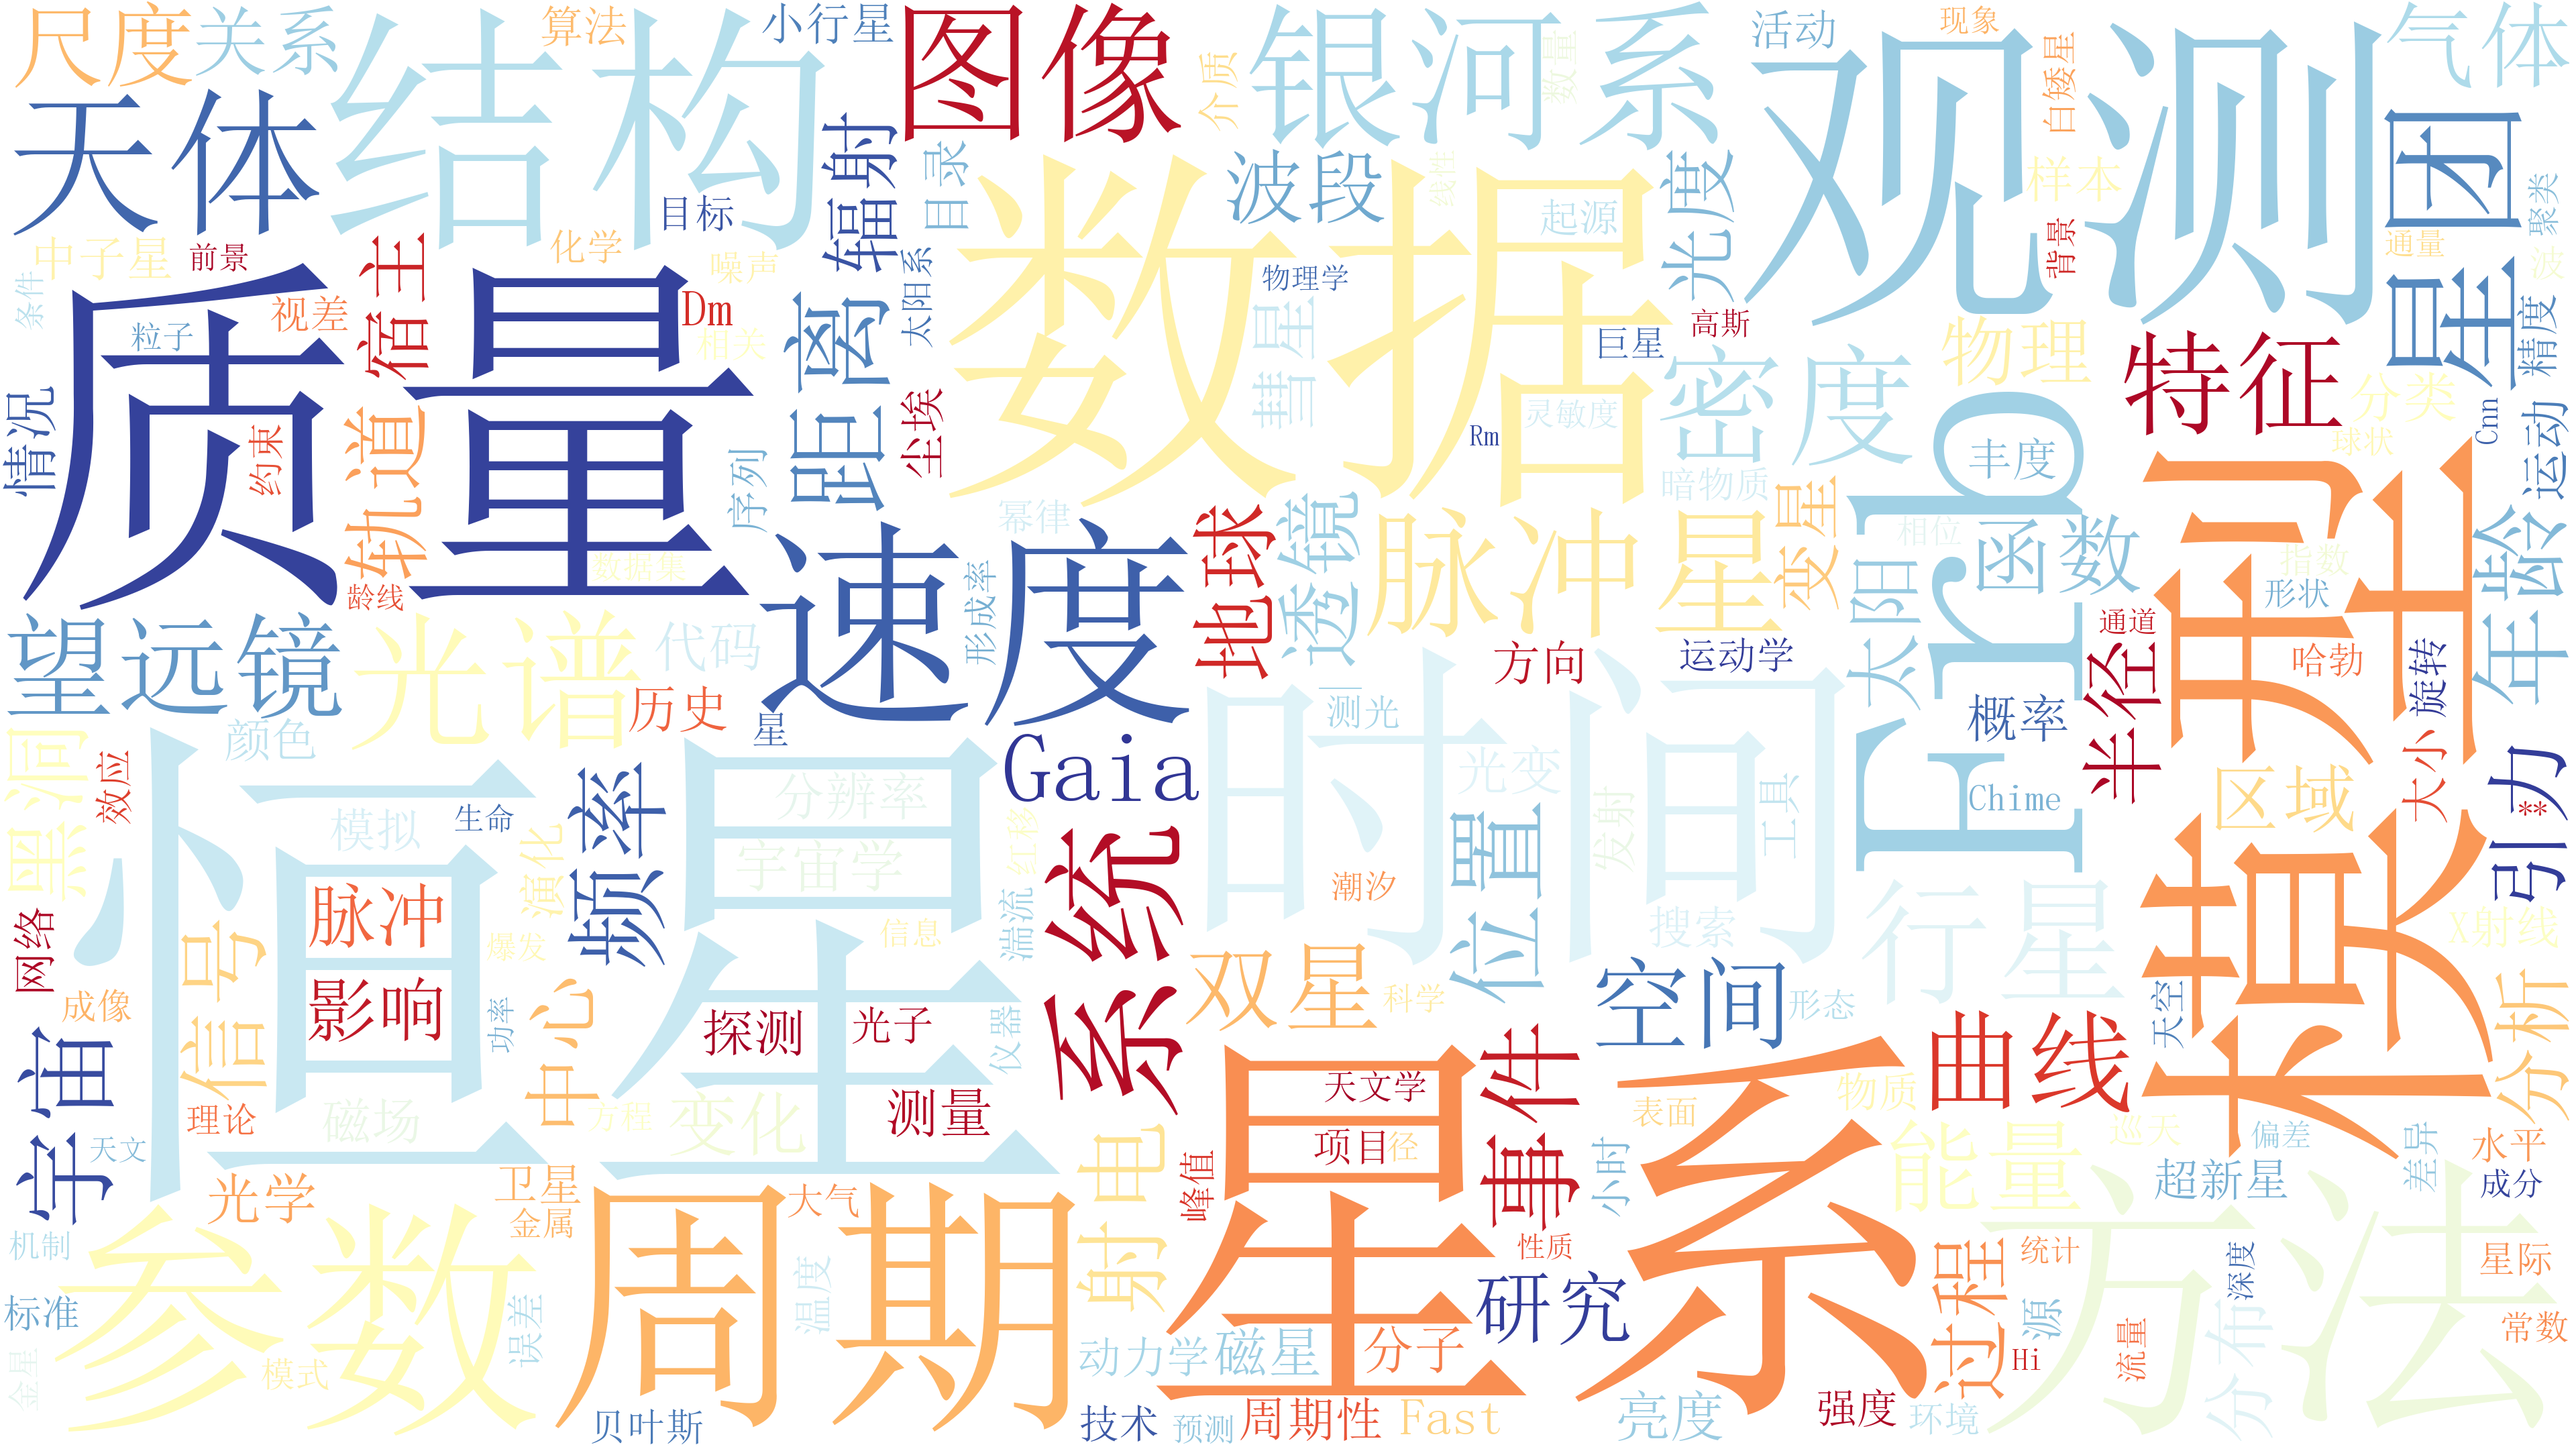 尺度
关系
算法
小行星
图像
银河系
活动
现象
气体
结构
观测
介质
数量
白矮星
天体
辐射
目录
波段
线性
光度
样本
星团
聚类
目标
起源
背景
通量
波
中子星
前景
化学
噪声
太阳系
物理学
数据
宿主
条件
质量
视差
粒子
Dm
相关
距离
彗星
巨星
高斯
物理
特征
精度
密度
分类
情况
约束
轨道
尘埃
Rm
灵敏度
Frb
丰度
球状
Cnn
运动
序列
暗物质
变星
模型
幂律
地球
透镜
脉冲星
相位
函数
指数
年龄
数据集
龄线
速度
形成率
太阳
形状
望远镜
光谱
代码
方向
运动学
通道
哈勃
旋转
历史
星
测光
时间
概率
半径
颜色
Gaia
光变
黑洞
效应
恒星
分辨率
工具
Chime
区域
大小
引力
**
模拟
生命
频率
宇宙学
红移
位置
发射
演化
系统
潮汐
脉冲
网络
信号
爆发
信息
湍流
搜索
行星
X射线
影响
成像
功率
中心
探测
光子
仪器
双星
科学
空间
形态
曲线
天空
分析
宇宙
理论
磁场
方程
变化
测量
天文学
事件
星系
物质
表面
巡天
偏差
差异
水平
天文
项目
径
小时
能量
光学
卫星
金属
大气
射电
峰值
超新星
成分
机制
参数
周期
温度
性质
过程
统计
方法
深度
星际
标准
误差
研究
源
分布
流量
常数
金星
模式
动力学
磁星
分子
Hi
贝叶斯
技术
预测
周期性
Fast
亮度
强度
环境